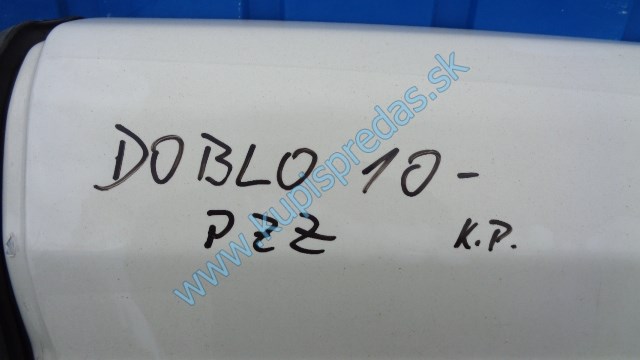 DOBLO 10-
PZZ K.P.
www.kupispredas.sk